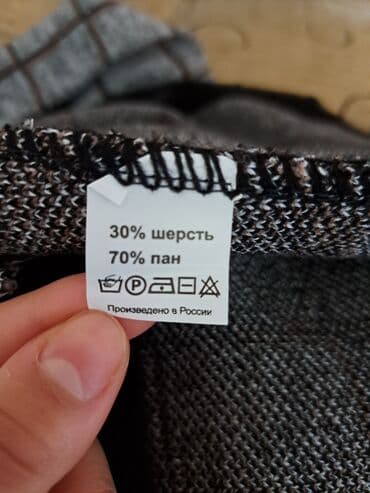 30% шерсть
70% пан
P
Произведено в России